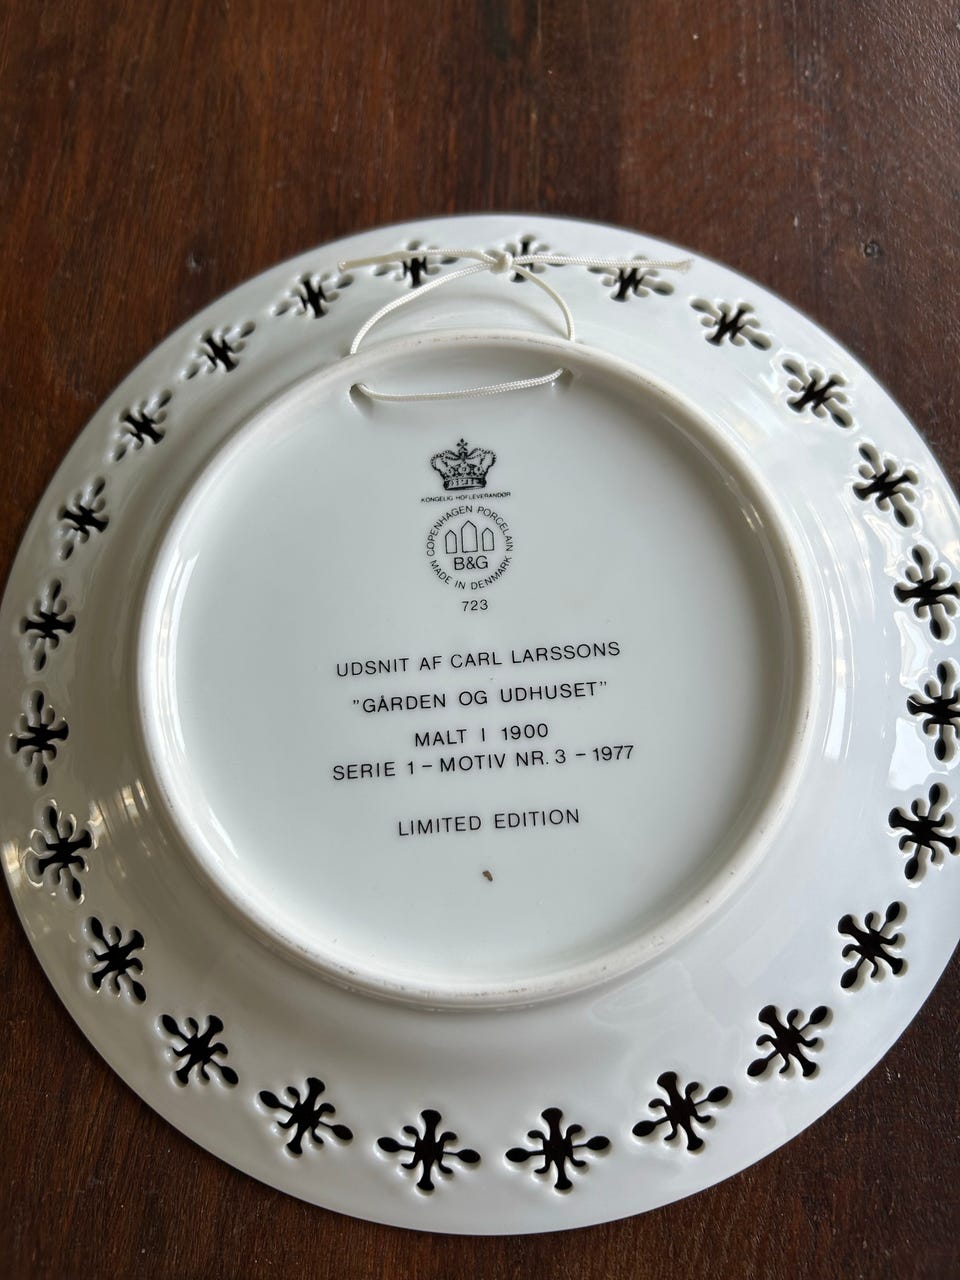 KONGELIG HOFLEVERANDØR
COPENHAGEN PORCELAIN
B&G
MADE IN DENMARK
723
UDSNIT AF CARL LARSSONS
"GÅRDEN OG UDHUSET"
MALT I 1900
SERIE 1 – MOTIV NR. 3 – 1977
LIMITED EDITION